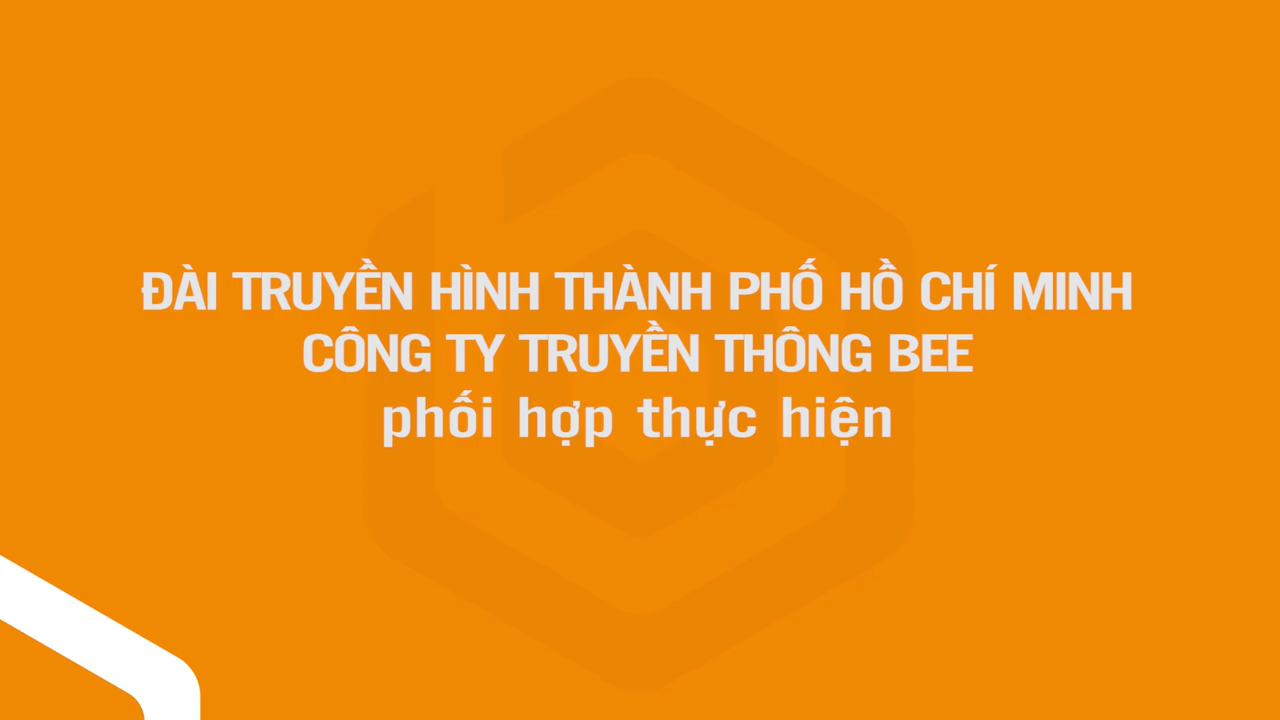 ĐÀI TRUYỀN HÌNH THÀNH PHỐ HỒ CHÍ MINH
CÔNG TY TRUYỀN THÔNG BEE
phối hợp thực hiện